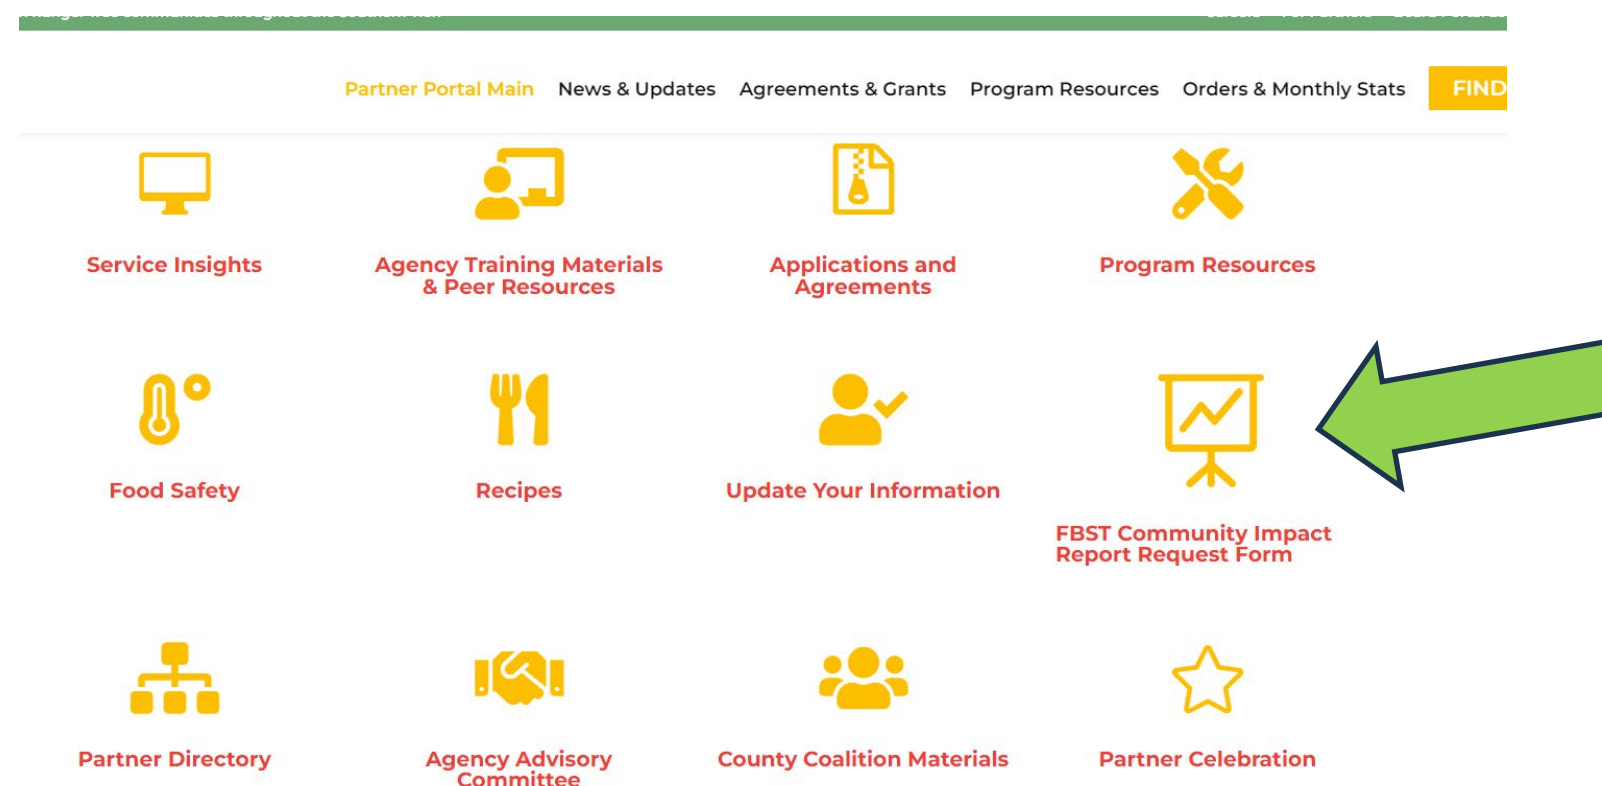 Partner Portal Main News & Updates Agreements & Grants Program Resources Orders & Monthly Stats FIND
Service Insights
Agency Training Materials
& Peer Resources
Applications and
Agreements
Program Resources
Food Safety
Recipes
Update Your Information
FBST Community Impact
Report Request Form
Partner Directory
Agency Advisory
Committee
County Coalition Materials
Partner Celebration